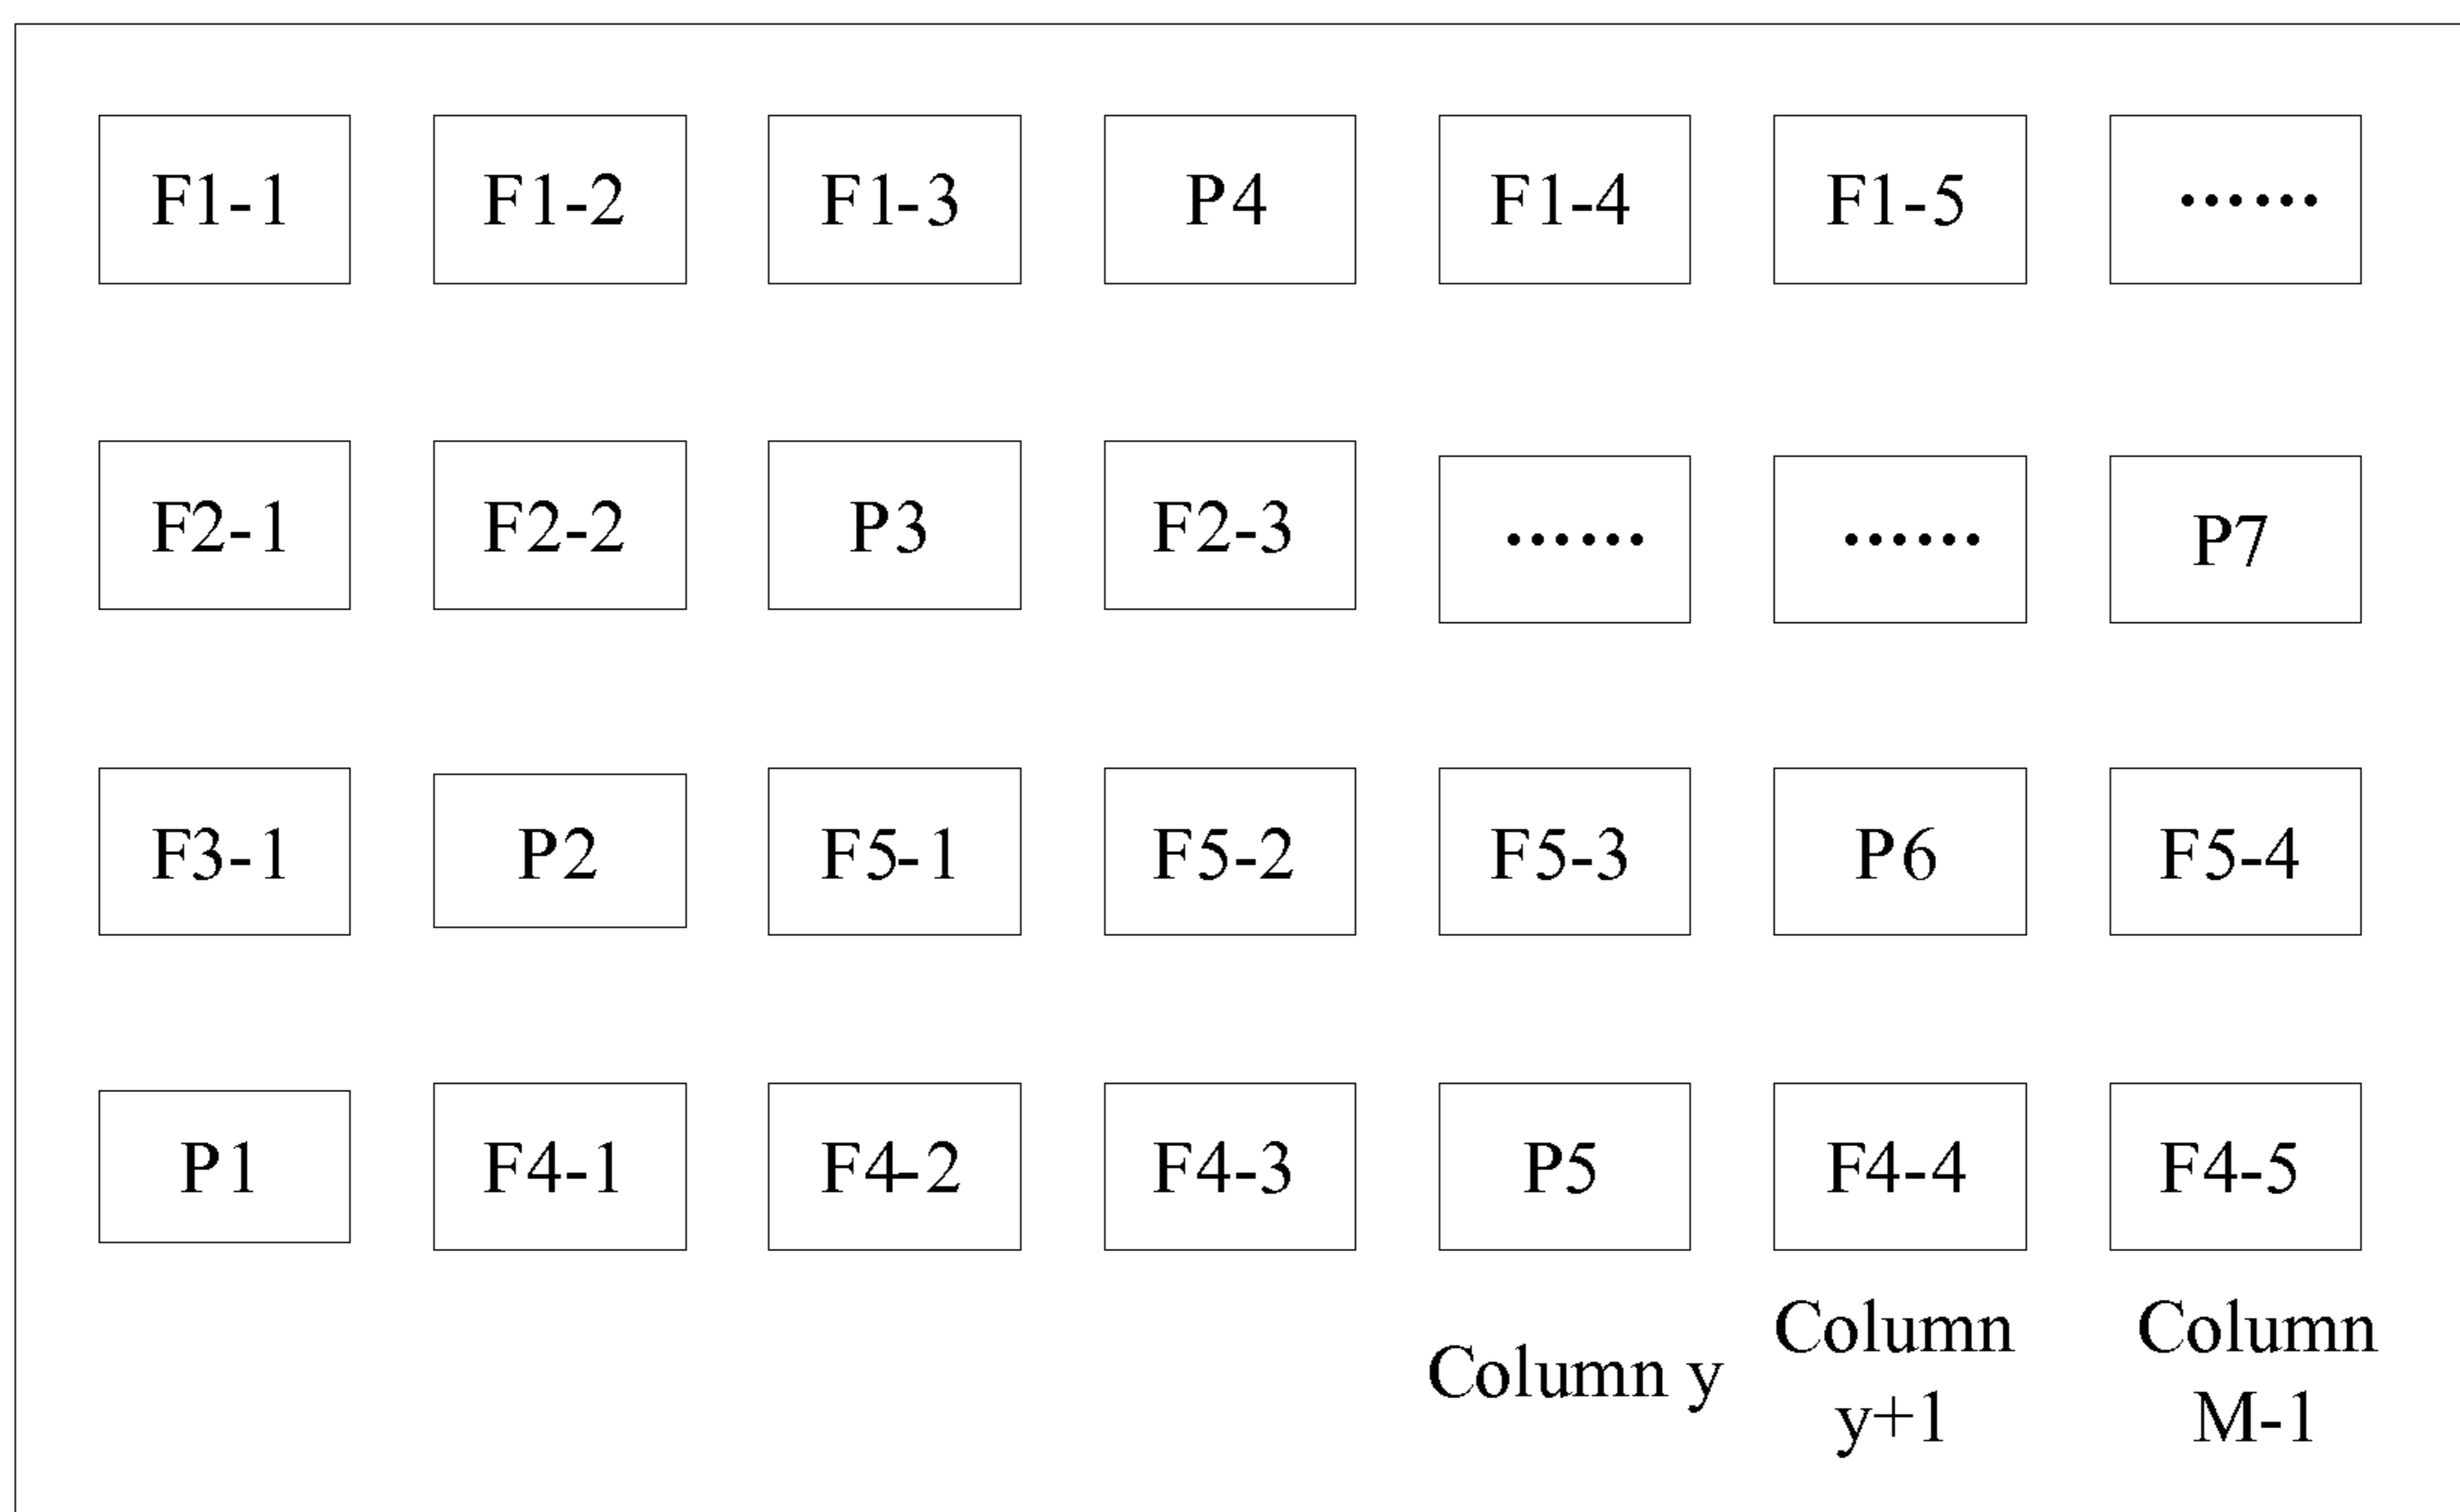 F1-1 F1-2 F1-3 P4 F1-4 F1-5 ······
F2-1 F2-2 P3 F2-3 ······ ······ P7
F3-1 P2 F5-1 F5-2 F5-3 P6 F5-4
P1 F4-1 F4-2 F4-3 P5 F4-4 F4-5
Column y
Column
y+1
Column
M-1